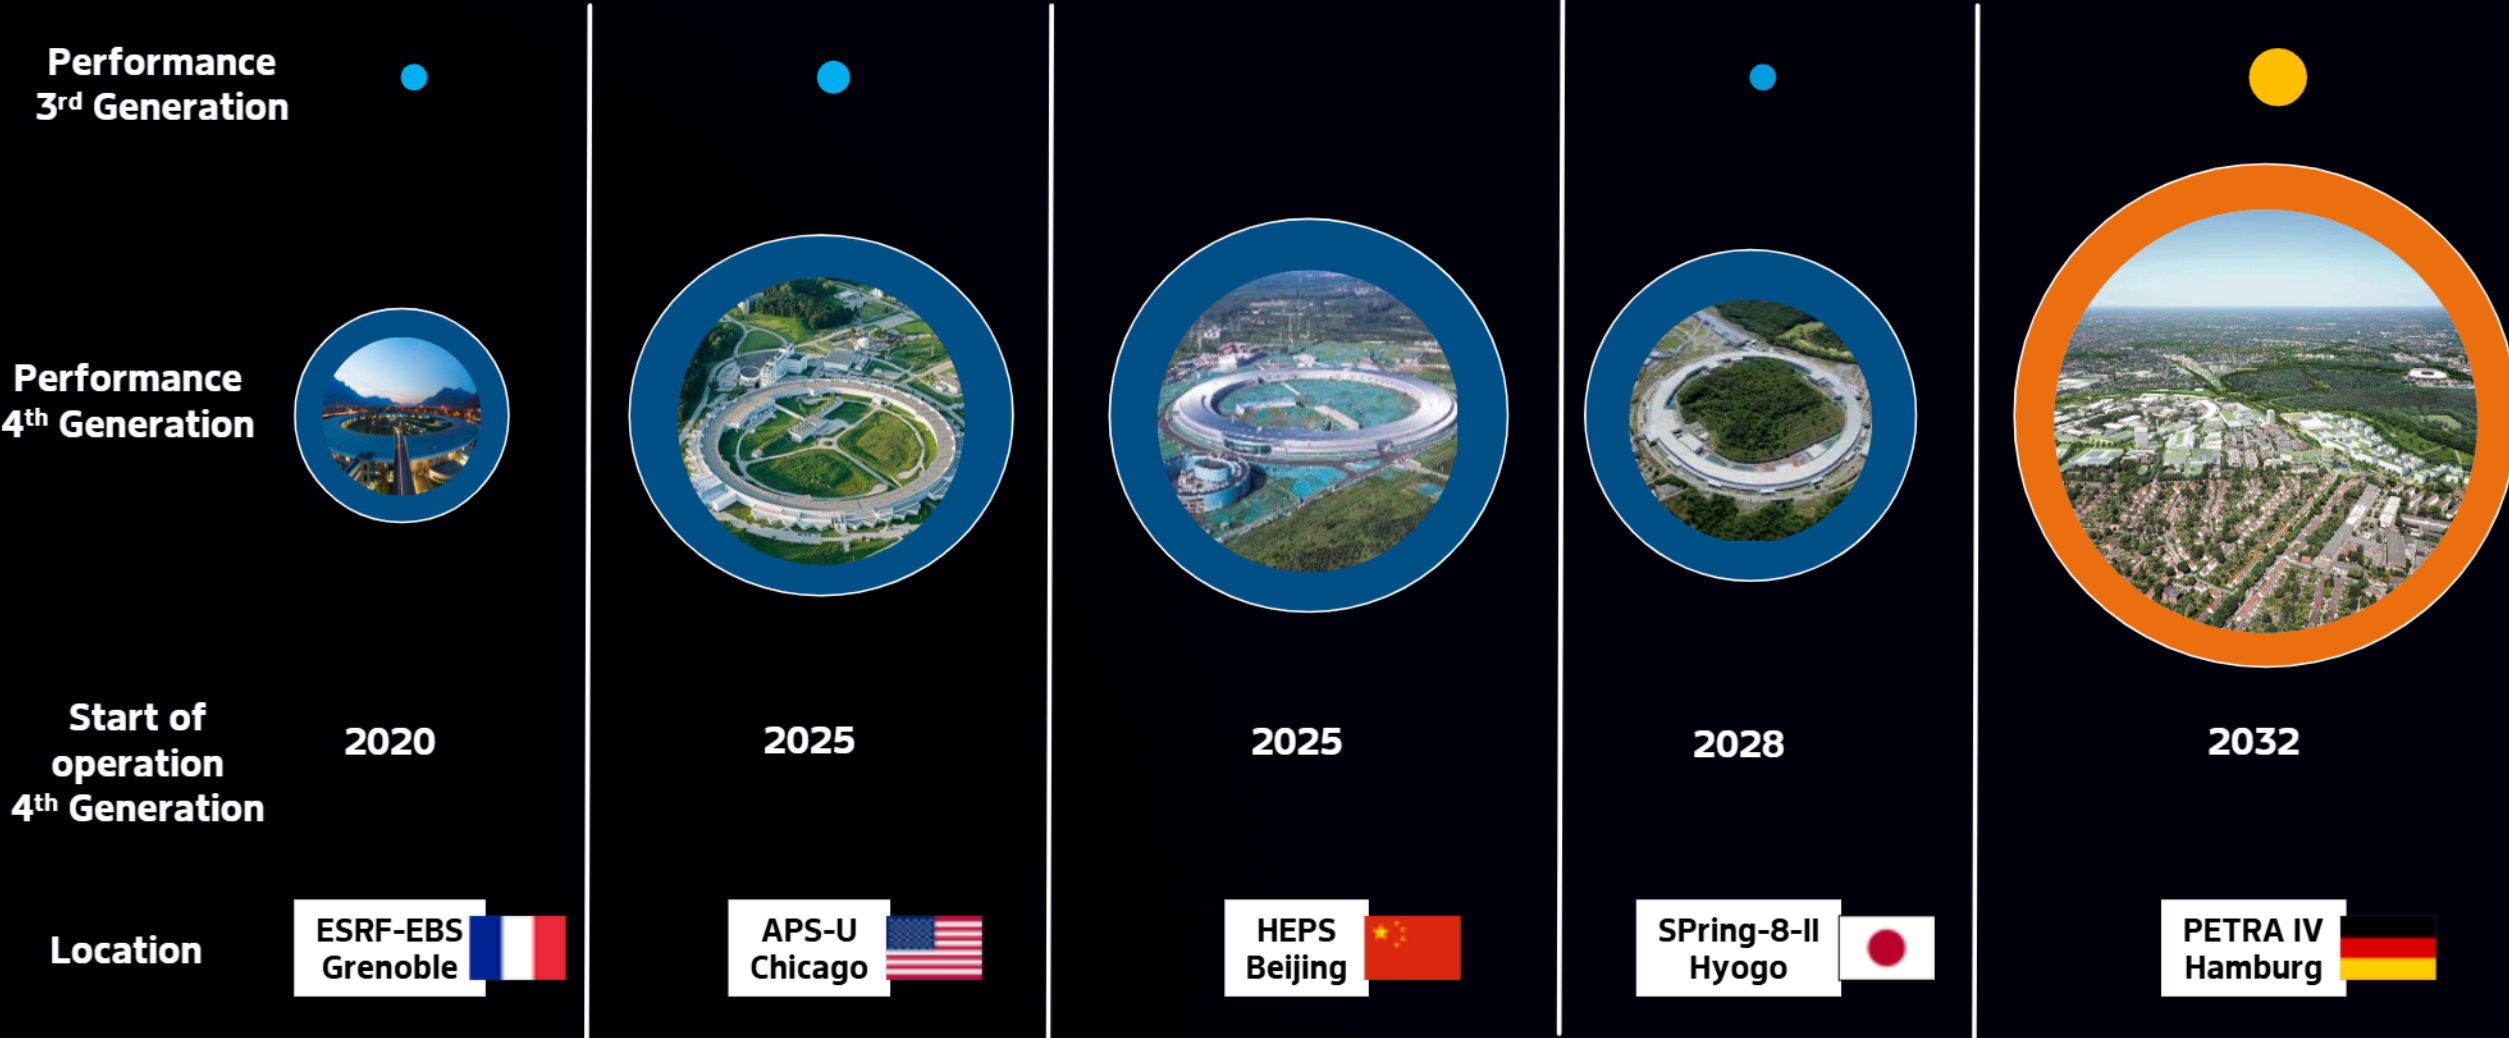 Performance
3rd Generation
Performance
4th Generation
Start of
operation
4th Generation
2020
2025
2025
2028
2032
Location
ESRF-EBS
Grenoble
APS-U
Chicago
HEPS
Beijing
SPring-8-II
Hyogo
PETRA IV
Hamburg